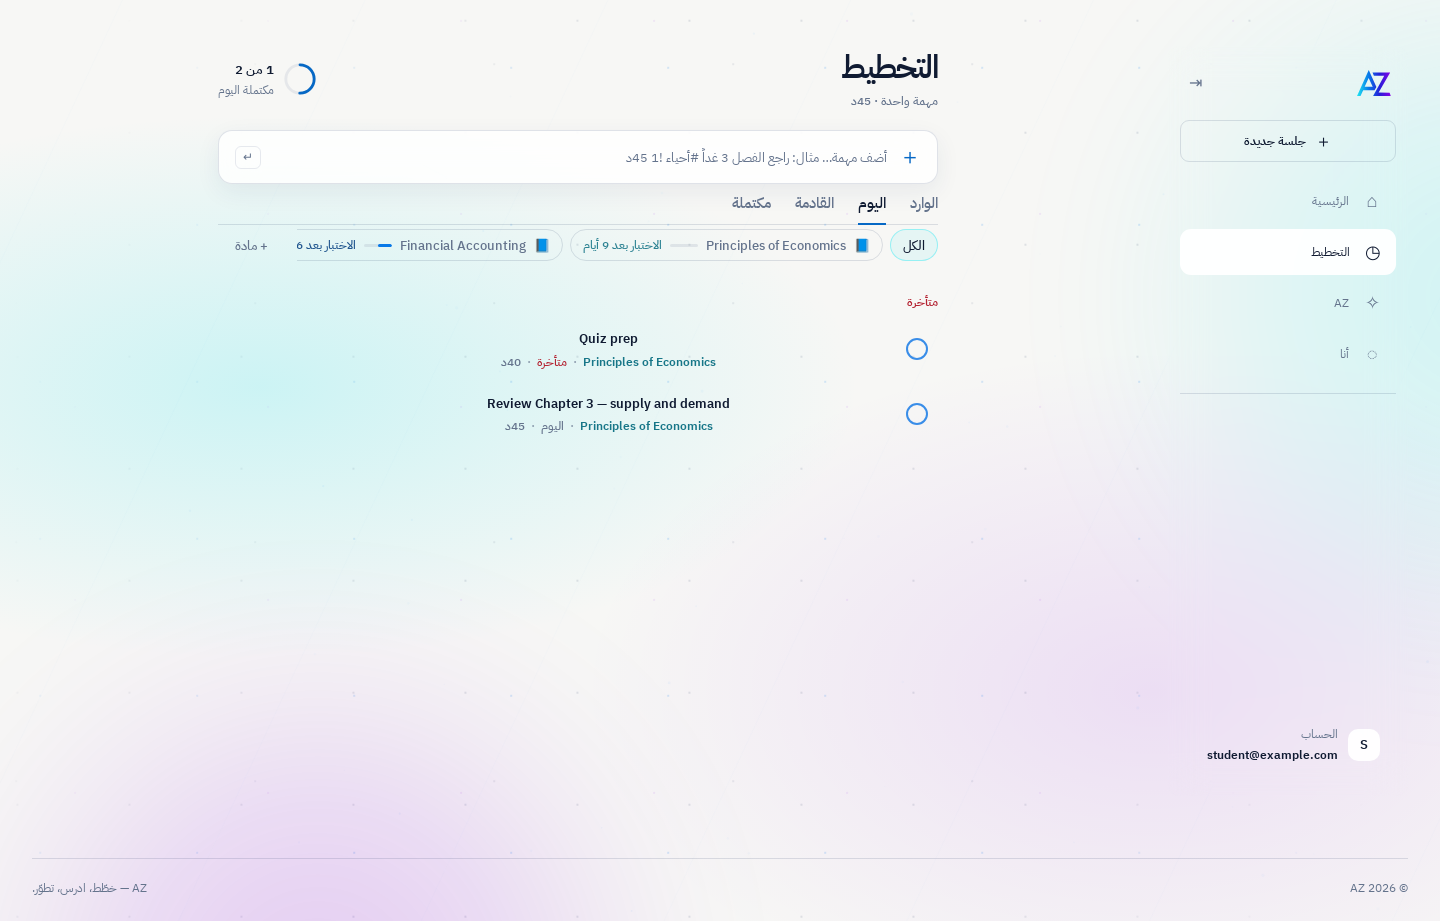 AZ
+ جلسة جديدة
الرئيسية
التخطيط
AZ
أنا
الحساب
S
student@example.com
التخطيط
مهمة واحدة · 45د
1 من 2
مكتملة اليوم
+ أضف مهمة... مثال: راجع الفصل 3 غداً #أحياء !1 45د
الوارد اليوم القادمة مكتملة
الكل Principles of Economics الاختبار بعد 9 أيام Financial Accounting الاختبار بعد 6 + مادة
متأخرة
Quiz prep
Principles of Economics · متأخرة · 40د
Review Chapter 3 — supply and demand
Principles of Economics · اليوم · 45د
© 2026 AZ
AZ — خطّط، ادرس، تطوّر.